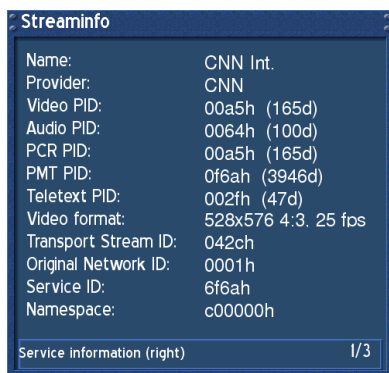 Streaminfo
Name: CNN Int.
Provider: CNN
Video PID: 00a5h (165d)
Audio PID: 0064h (100d)
PCR PID: 00a5h (165d)
PMT PID: 0f6ah (3946d)
Teletext PID: 002fh (47d)
Video format: 528x576 4:3, 25 fps
Transport Stream ID: 042ch
Original Network ID: 0001h
Service ID: 6f6ah
Namespace: c00000h
Service information (right) 1/3